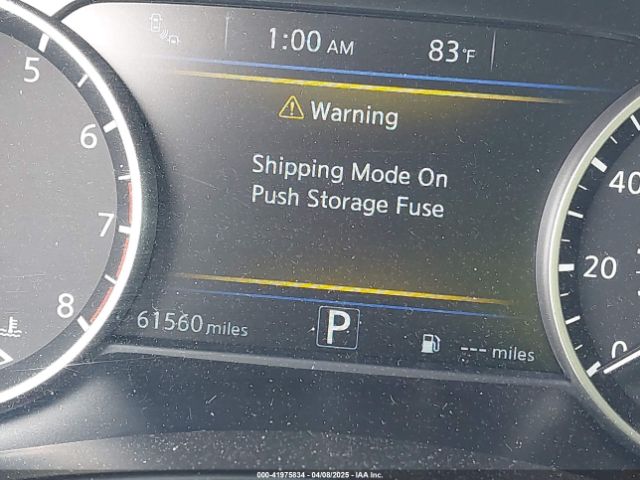 1:00 AM 83°F
5
Warning
6
Shipping Mode On
Push Storage Fuse
40
7
20
8
61560 miles P --- miles
0
000-41975834 - 04/08/2025 - IAA Inc.